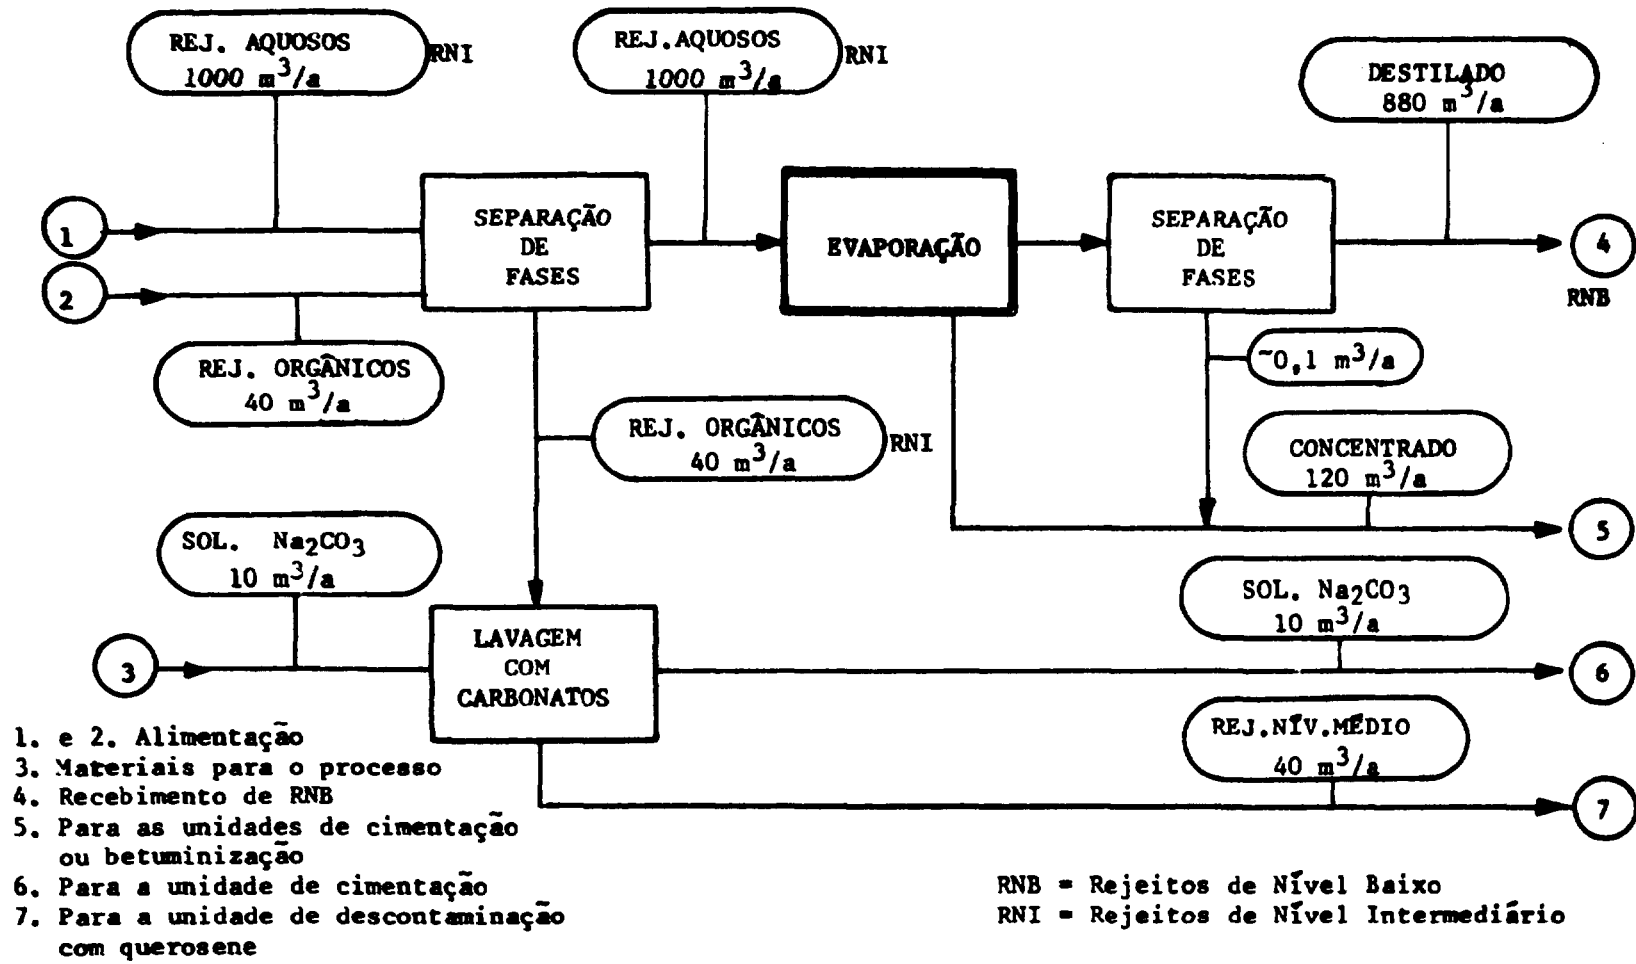 REJ. AQUOSOS
1000 m³/a
RNI
REJ.AQUOSOS
1000 m³/a
RNI
DESTILADO
880 m³/a
1
2
SEPARAÇÃO
DE
FASES
EVAPORAÇÃO
SEPARAÇÃO
DE
FASES
4
RNB
REJ. ORGÂNICOS
40 m³/a
~0,1 m³/a
REJ. ORGÂNICOS
40 m³/a
RNI
CONCENTRADO
120 m³/a
5
SOL. Na₂CO₃
10 m³/a
SOL. Na₂CO₃
10 m³/a
3
LAVAGEM
COM
CARBONATOS
6
REJ.NÍV.MÉDIO
40 m³/a
7
1. e 2. Alimentação
3. Materiais para o processo
4. Recebimento de RNB
5. Para as unidades de cimentação
ou betuminização
6. Para a unidade de cimentação
7. Para a unidade de descontaminação
com querosene
RNB = Rejeitos de Nível Baixo
RNI = Rejeitos de Nível Intermediário